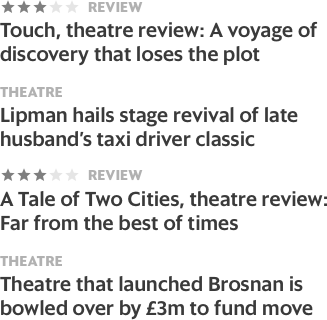 REVIEW
Touch, theatre review: A voyage of
discovery that loses the plot
THEATRE
Lipman hails stage revival of late
husband's taxi driver classic
REVIEW
A Tale of Two Cities, theatre review:
Far from the best of times
THEATRE
Theatre that launched Brosnan is
bowled over by £3m to fund move